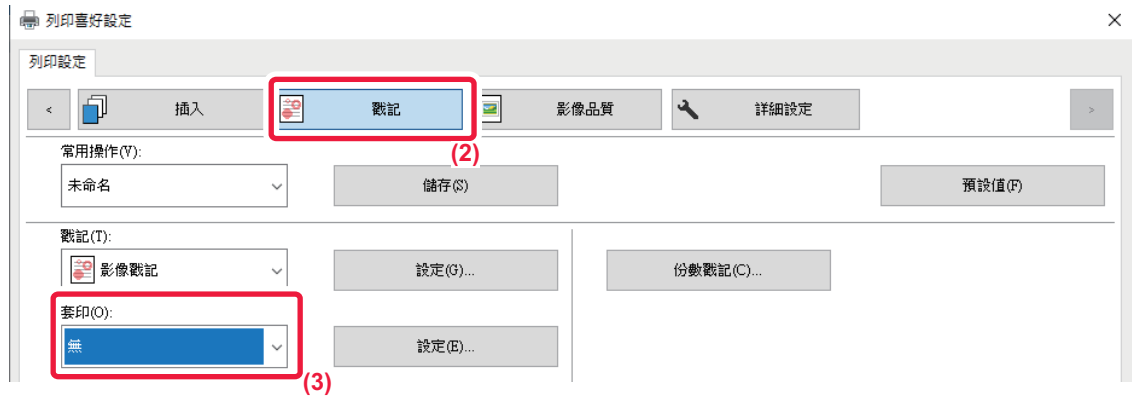 列印喜好設定
列印設定
< 插入 戳記 影像品質 詳細設定 >
(2)
常用操作(V):
未命名 儲存(S) 預設值(F)
戳記(T):
影像戳記 設定(G)... 份數戳記(C)...
套印(O):
無 設定(E)...
(3)